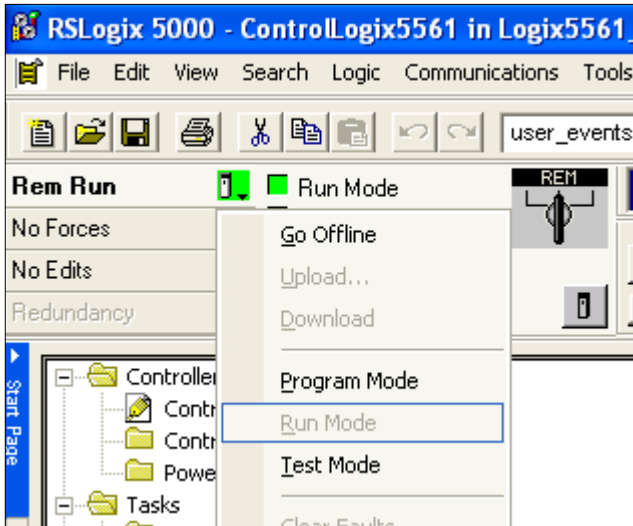 RSLogix 5000 - ControlLogix5561 in Logix5561_
File Edit View Search Logic Communications Tools
user_events
Rem Run
Run Mode
REM
No Forces
No Edits
Redundancy
Go Offline
Upload...
Download
Program Mode
Run Mode
Test Mode
Clear Faults
Start Page
Controller
Contr
Contr
Powe
Tasks